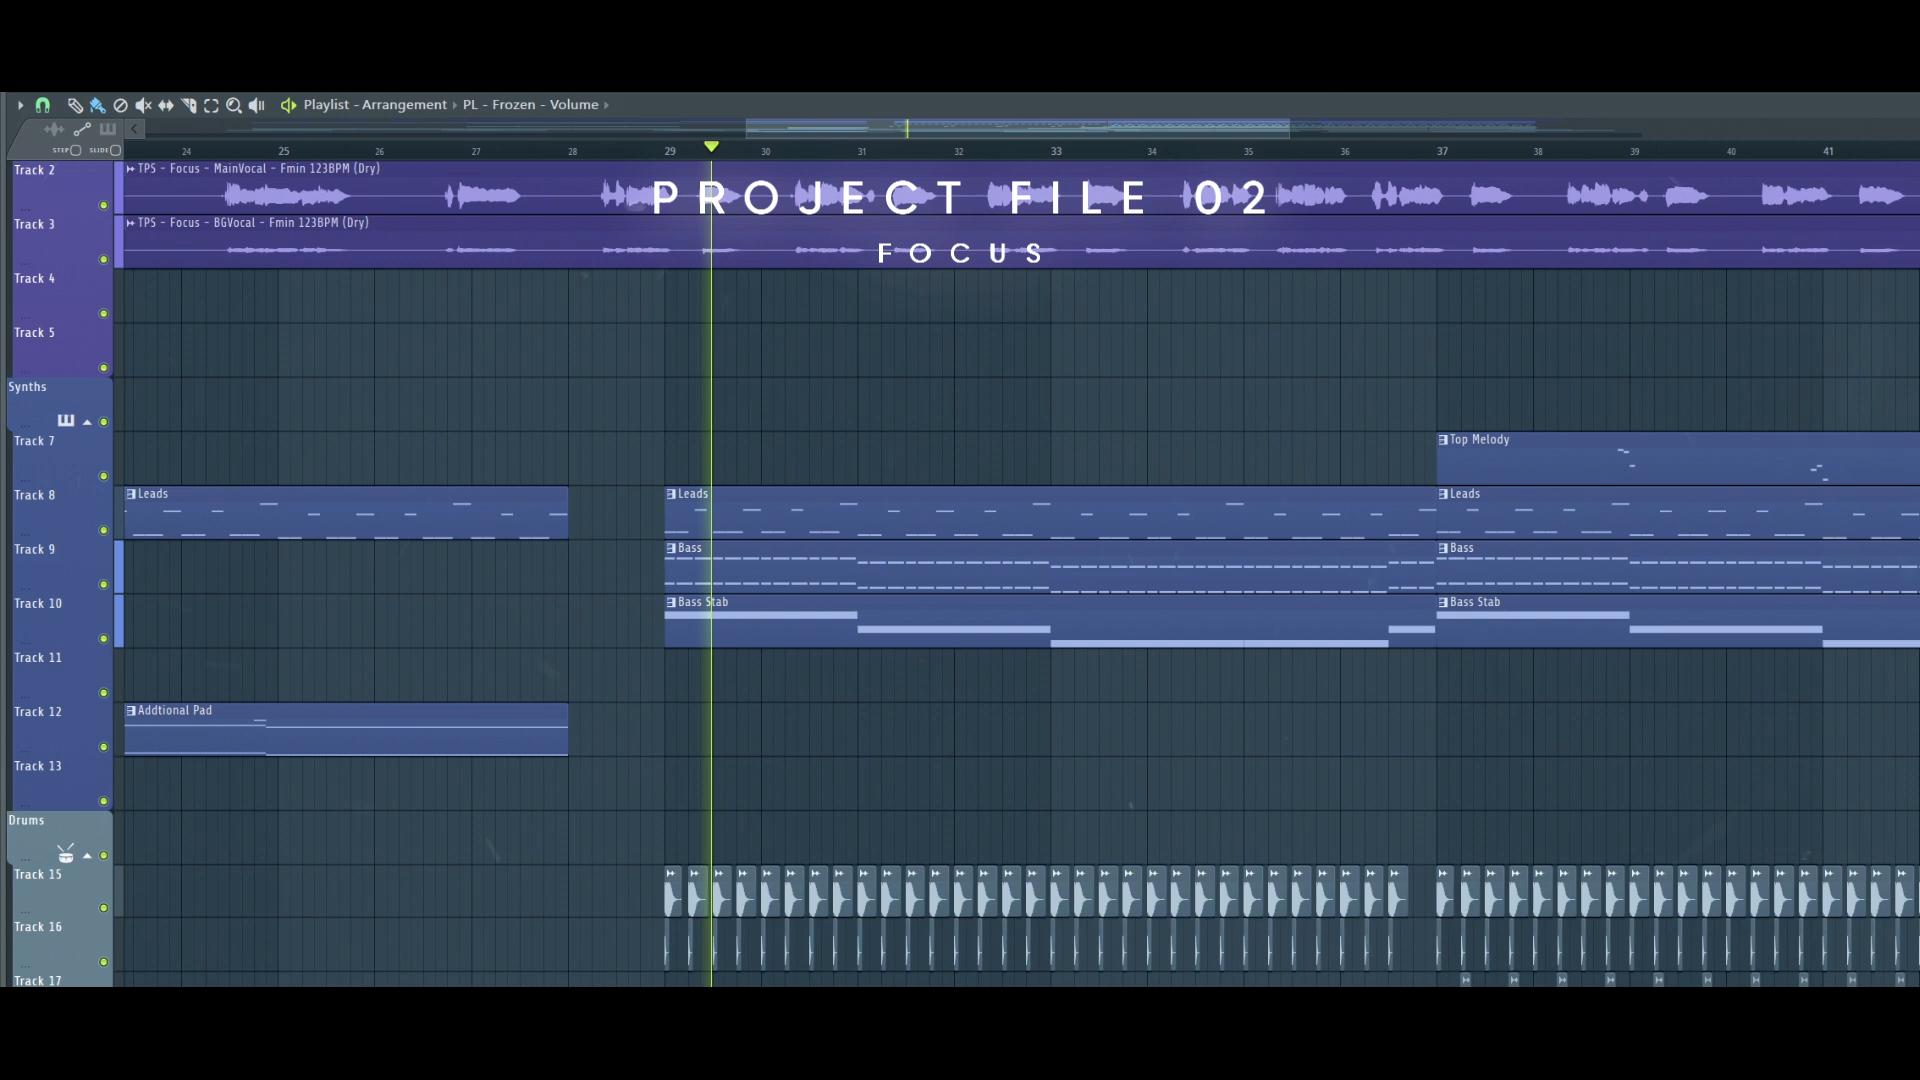 Playlist - Arrangement › PL - Frozen - Volume ›
STEP SLIDE
24 25 26 27 28 29 30 31 32 33 34 35 36 37 38 39 40 41
Track 2
TPS - Focus - MainVocal - Fmin 123BPM (Dry)
PROJECT FILE 02
Track 3
TPS - Focus - BGVocal - Fmin 123BPM (Dry)
FOCUS
Track 4
Track 5
Synths
Track 7
Top Melody
Track 8
Leads Leads Leads
Track 9
Bass Bass
Track 10
Bass Stab Bass Stab
Track 11
Track 12
Addtional Pad
Track 13
Drums
Track 15
Track 16
Track 17